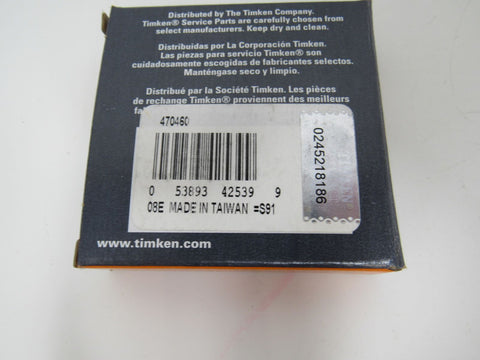 Distributed by The Timken Company.
Timken® Service Parts are carefully chosen from
select manufacturers. Keep dry and clean.
Distribuidas por La Corporación Timken.
Las piezas para servicio Timken® son
cuidadosamente escogidas de fabricantes selectos.
Manténgase seco y limpio.
Distribué par la Société Timken. Les pièces
de rechange Timken® proviennent des meilleurs
470460
0 53893 42539 9
08E MADE IN TAIWAN =S91
0245218186
www.timken.com